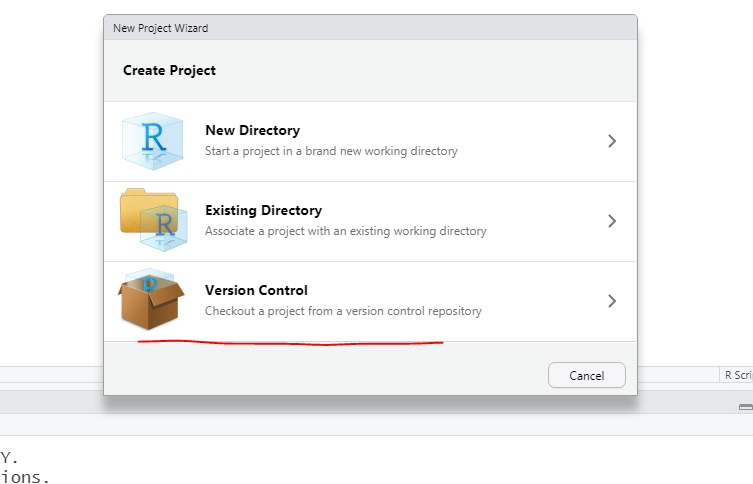 New Project Wizard
Create Project
R
New Directory
Start a project in a brand new working directory
R
Existing Directory
Associate a project with an existing working directory
R
Version Control
Checkout a project from a version control repository
Cancel
R Scri
Y.
ions.